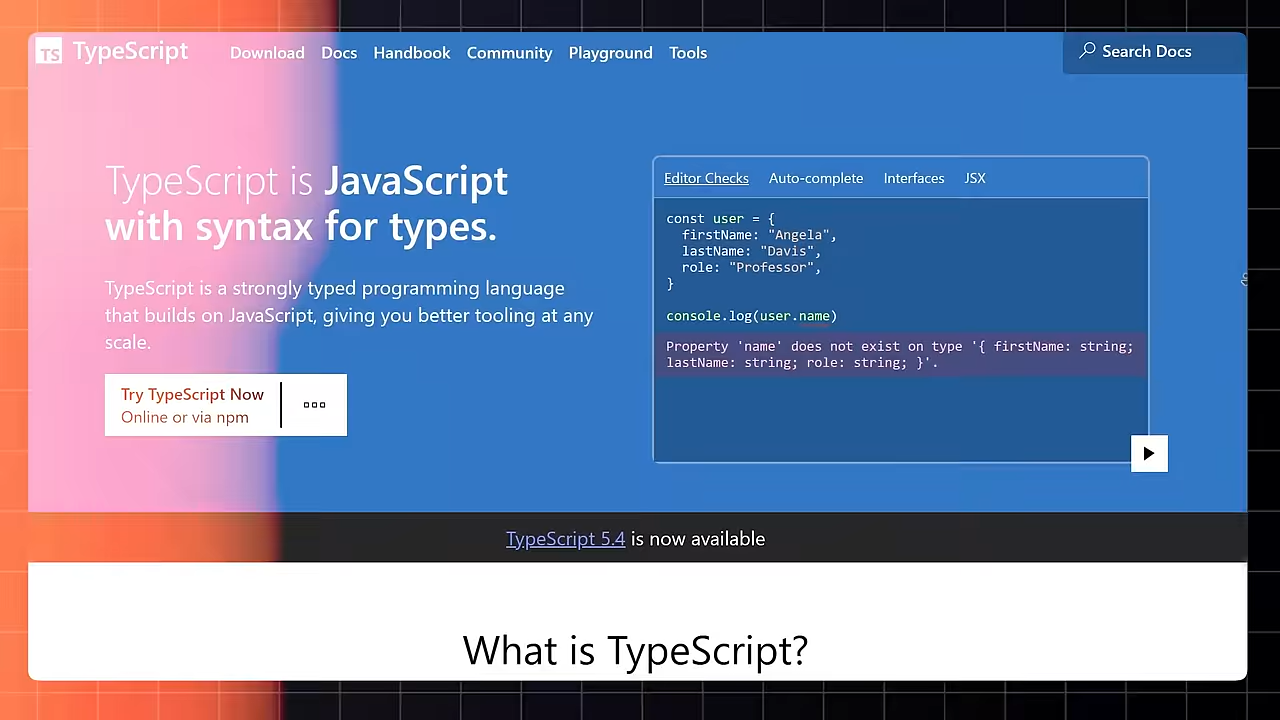 TS TypeScript
Download Docs Handbook Community Playground Tools
Search Docs
TypeScript is JavaScript
with syntax for types.
TypeScript is a strongly typed programming language
that builds on JavaScript, giving you better tooling at any
scale.
Try TypeScript Now
Online or via npm
Editor Checks Auto-complete Interfaces JSX
const user = {
  firstName: "Angela",
  lastName: "Davis",
  role: "Professor",
}
console.log(user.name)
Property 'name' does not exist on type '{ firstName: string;
lastName: string; role: string; }'.
TypeScript 5.4 is now available
What is TypeScript?